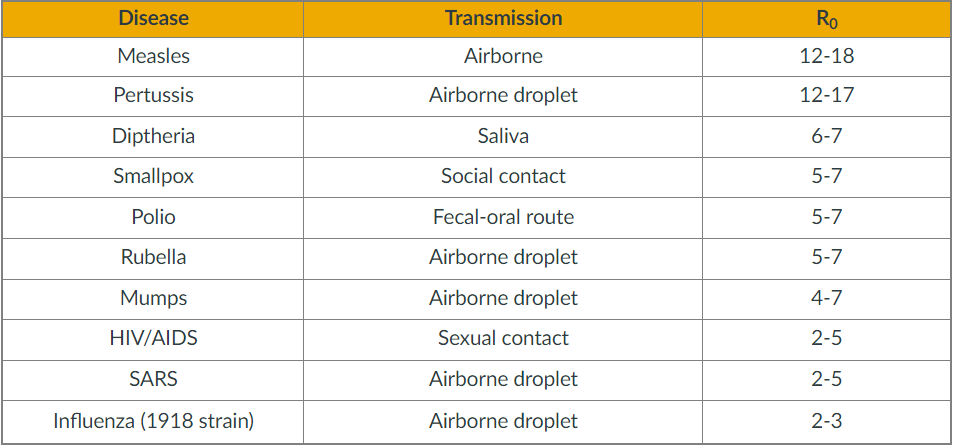 Disease Transmission R0
Measles Airborne 12-18
Pertussis Airborne droplet 12-17
Diptheria Saliva 6-7
Smallpox Social contact 5-7
Polio Fecal-oral route 5-7
Rubella Airborne droplet 5-7
Mumps Airborne droplet 4-7
HIV/AIDS Sexual contact 2-5
SARS Airborne droplet 2-5
Influenza (1918 strain) Airborne droplet 2-3